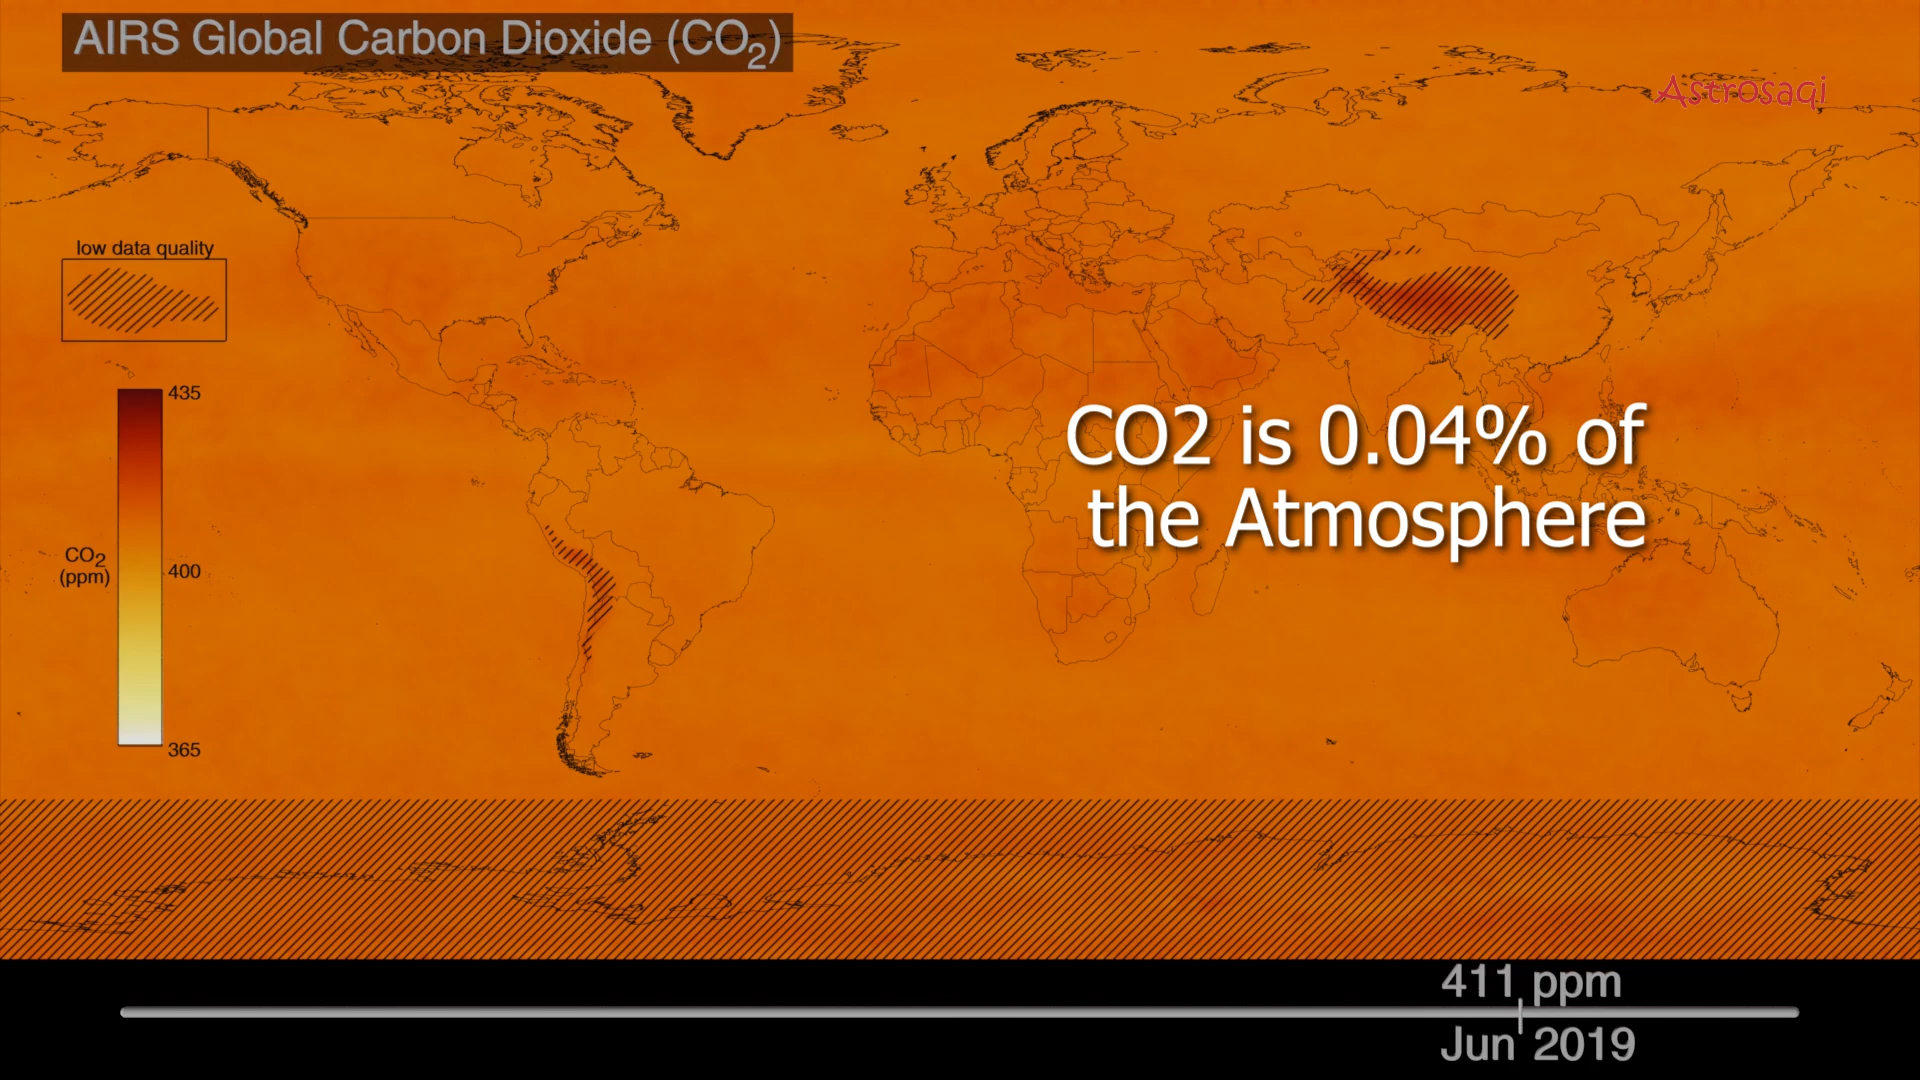 AIRS Global Carbon Dioxide (CO₂)
Astrosaqi
low data quality
435
CO₂
(ppm)
400
365
CO2 is 0.04% of
the Atmosphere
411 ppm
Jun 2019